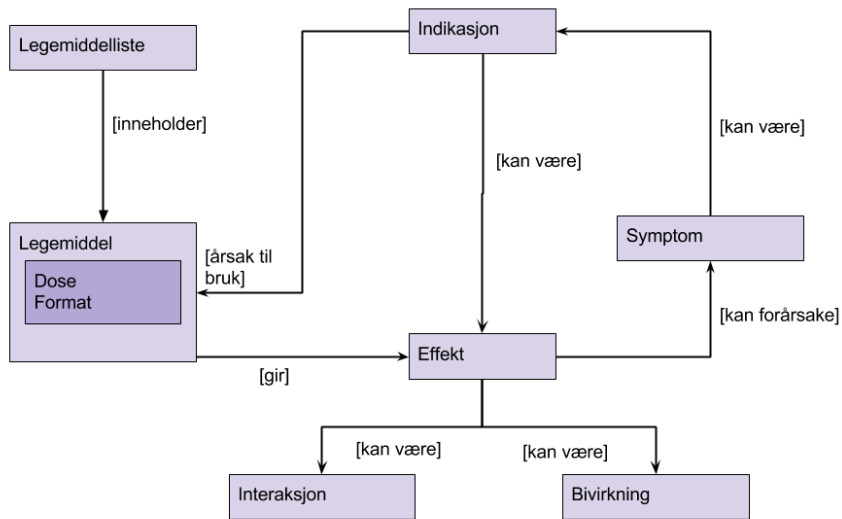 Legemiddelliste
Indikasjon
[inneholder]
[kan være]
[kan være]
Legemiddel
Dose
Format
[årsak til
bruk]
Symptom
[kan forårsake]
Effekt
[gir]
[kan være]
[kan være]
Interaksjon
Bivirkning